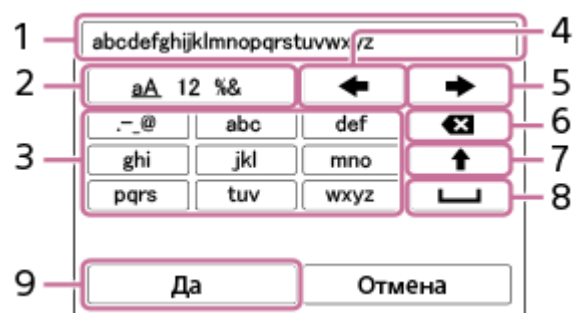 1 abcdefghijklmnopqrstuvwxyz 4
2 aA 12 %& 5
.-_@ abc def 6
3 ghi jkl mno 7
pqrs tuv wxyz 8
9 Да Отмена